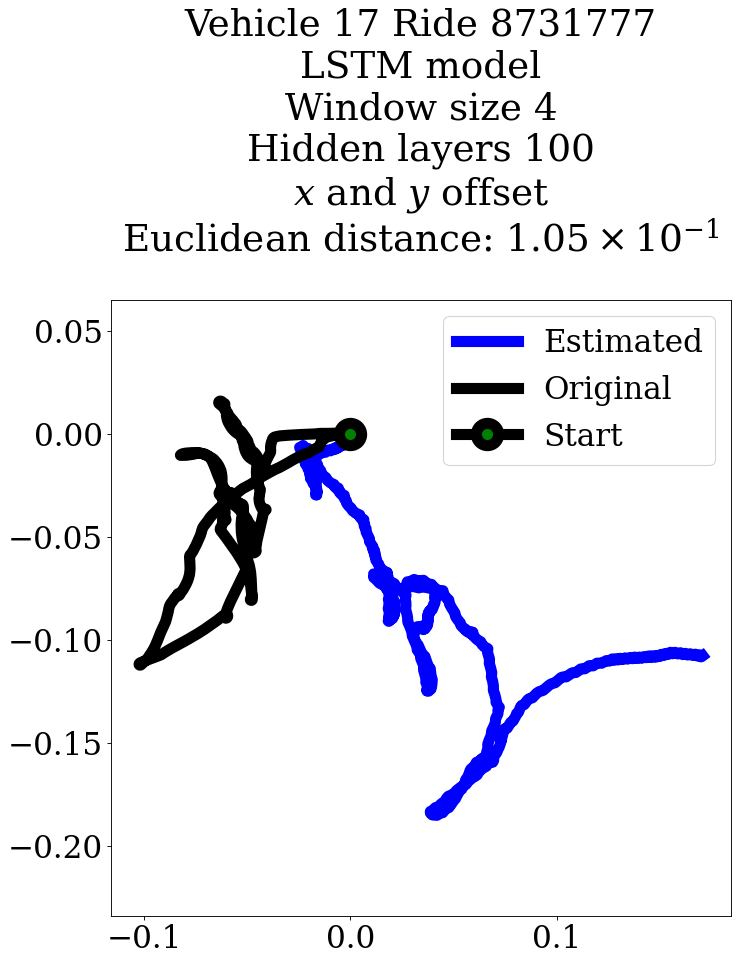 Vehicle 17 Ride 8731777
LSTM model
Window size 4
Hidden layers 100
x and y offset
Euclidean distance: 1.05 × 10⁻¹
Estimated
Original
Start
0.05
0.00
−0.05
−0.10
−0.15
−0.20
−0.1 0.0 0.1